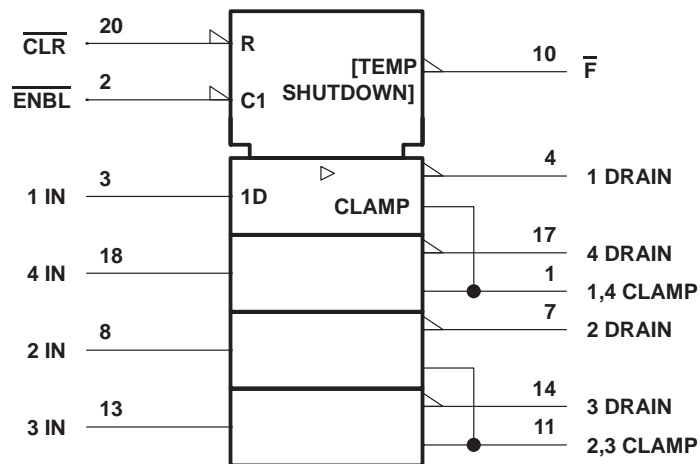 20
C̅L̅R̅ R
[TEMP SHUTDOWN] 10 F̅
2
E̅N̅B̅L̅ C1
4
1 DRAIN
3
1 IN 1D CLAMP
17
4 DRAIN
18
4 IN
1
1,4 CLAMP
7
2 DRAIN
8
2 IN
14
3 DRAIN
13
3 IN
11
2,3 CLAMP